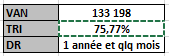 VAN 133 198
TRI 75,77%
DR 1 année et qlq mois